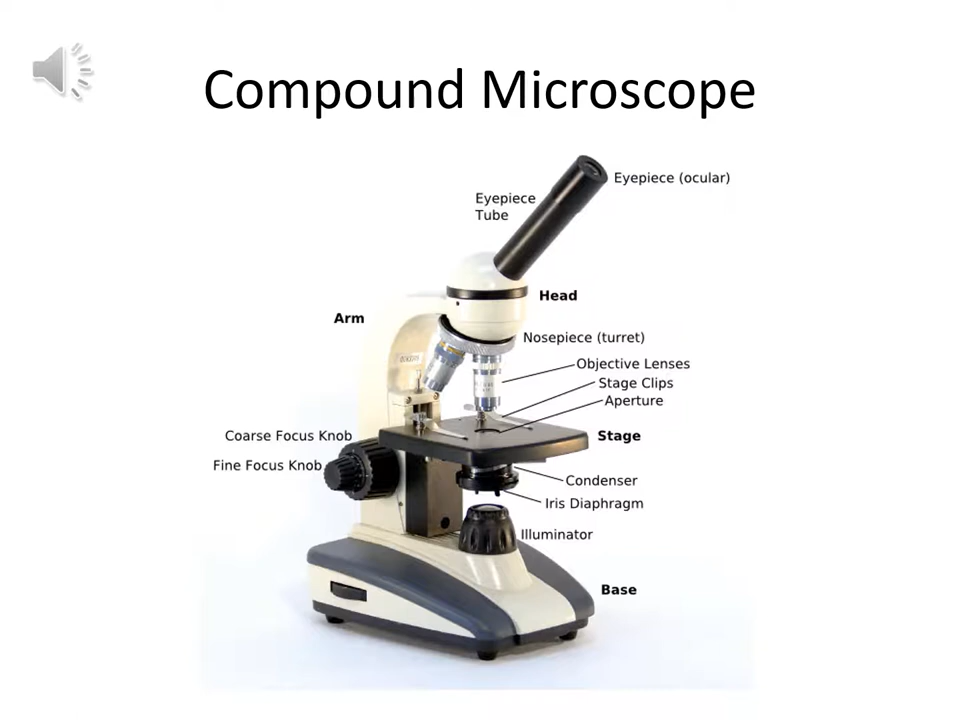 Compound Microscope
Eyepiece (ocular)
Eyepiece
Tube
Head
Arm
Nosepiece (turret)
Objective Lenses
Stage Clips
Aperture
Coarse Focus Knob
Stage
Fine Focus Knob
Condenser
Iris Diaphragm
Illuminator
Base